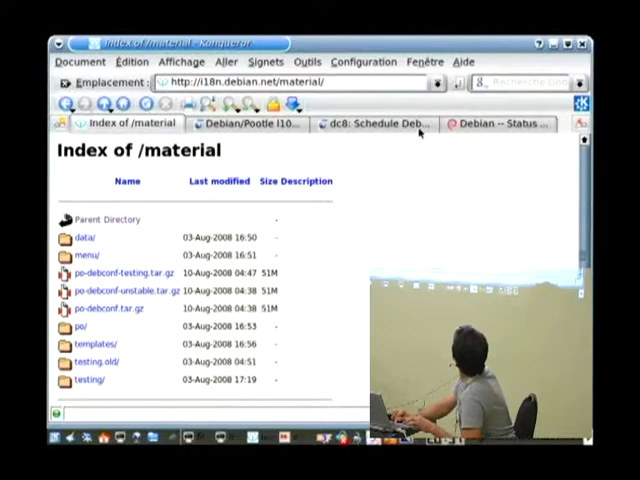 Index of /material - Konqueror
Document Édition Affichage Aller Signets Outils Configuration Fenêtre Aide
Emplacement: http://i18n.debian.net/material/
Index of /material Debian/Pootle l10... dc8: Schedule Deb... Debian -- Status ...
Index of /material
Name Last modified Size Description
Parent Directory -
data/ 03-Aug-2008 16:50 -
menu/ 03-Aug-2008 16:51 -
po-debconf-testing.tar.gz 10-Aug-2008 04:47 51M
po-debconf-unstable.tar.gz 10-Aug-2008 04:38 51M
po-debconf.tar.gz 10-Aug-2008 04:38 51M
po/ 03-Aug-2008 16:53 -
templates/ 03-Aug-2008 16:56 -
testing.old/ 03-Aug-2008 04:51 -
testing/ 03-Aug-2008 17:19 -